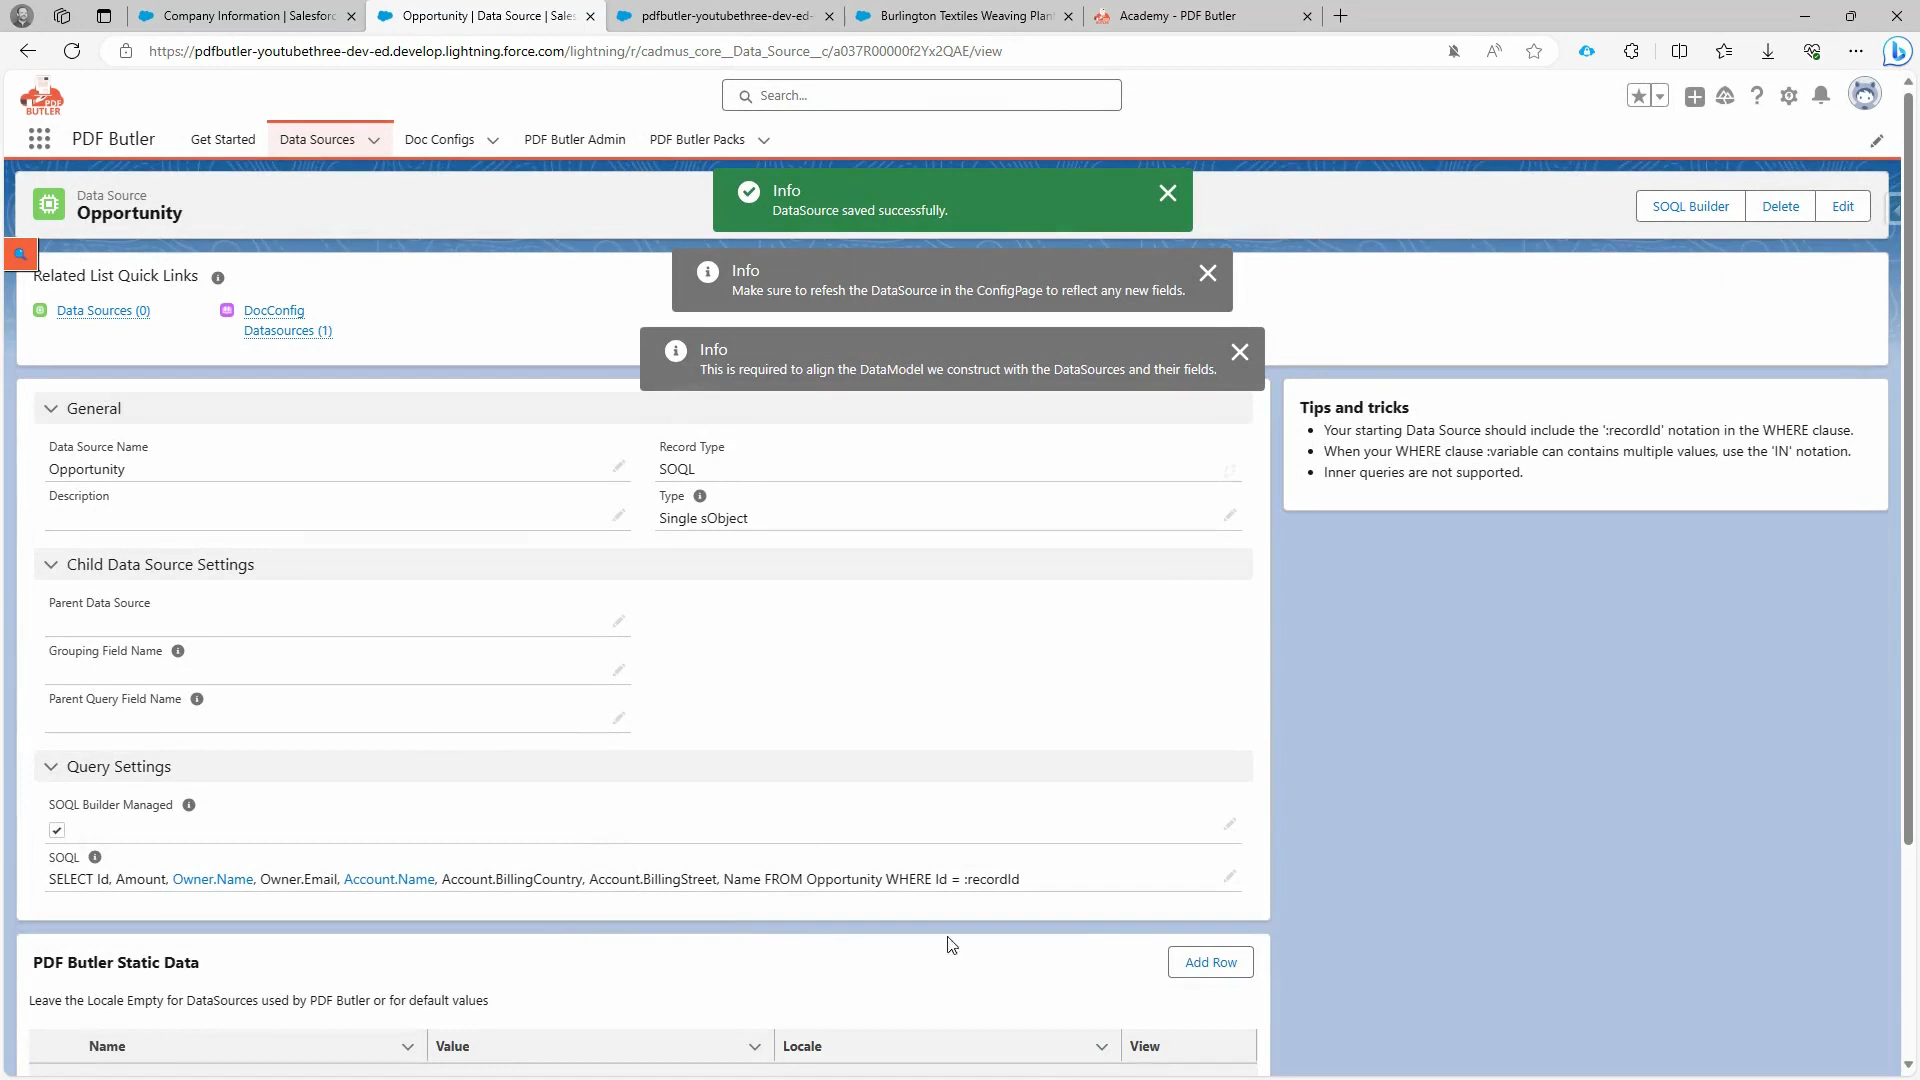 Company Information | Salesforc
Opportunity | Data Source | Sales
pdfbutler-youtubethree-dev-ed-
Burlington Textiles Weaving Plan
Academy - PDF Butler
https://pdfbutler-youtubethree-dev-ed.develop.lightning.force.com/lightning/r/cadmus_core__Data_Source__c/a037R00000f2Yx2QAE/view
PDF
BUTLER
Search...
PDF Butler
Get Started
Data Sources
Doc Configs
PDF Butler Admin
PDF Butler Packs
Data Source
Opportunity
Info
DataSource saved successfully.
SOQL Builder
Delete
Edit
Info
Make sure to refesh the DataSource in the ConfigPage to reflect any new fields.
Related List Quick Links
Data Sources (0)
DocConfig
Datasources (1)
Info
This is required to align the DataModel we construct with the DataSources and their fields.
General
Data Source Name
Opportunity
Record Type
SOQL
Description
Type
Single sObject
Tips and tricks
Your starting Data Source should include the ':recordId' notation in the WHERE clause.
When your WHERE clause :variable can contains multiple values, use the 'IN' notation.
Inner queries are not supported.
Child Data Source Settings
Parent Data Source
Grouping Field Name
Parent Query Field Name
Query Settings
SOQL Builder Managed
SOQL
SELECT Id, Amount, Owner.Name, Owner.Email, Account.Name, Account.BillingCountry, Account.BillingStreet, Name FROM Opportunity WHERE Id = :recordId
PDF Butler Static Data
Add Row
Leave the Locale Empty for DataSources used by PDF Butler or for default values
Name
Value
Locale
View